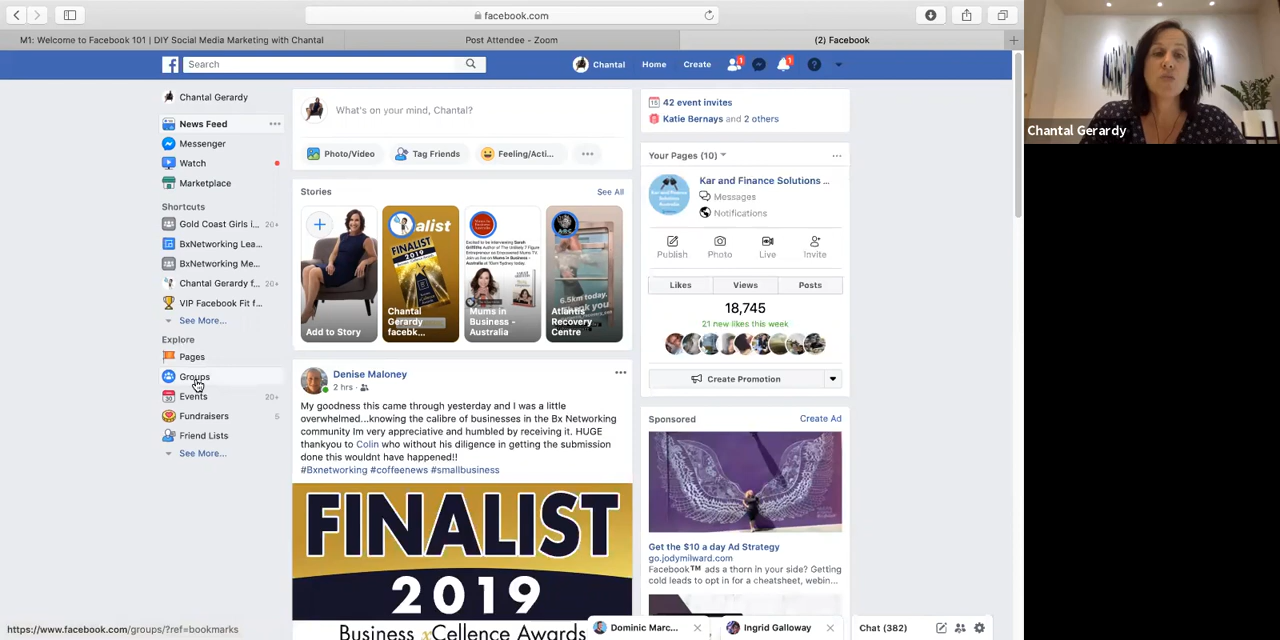 facebook.com
M1: Welcome to Facebook 101 | DIY Social Media Marketing with Chantal
Post Attendee - Zoom
(2) Facebook
Search
Chantal
Home
Create
1
1
Chantal Gerardy
Chantal Gerardy
News Feed
Messenger
Watch
Marketplace
Shortcuts
Gold Coast Girls i... 20+
BxNetworking Lea...
BxNetworking Me...
Chantal Gerardy f... 20+
VIP Facebook Fit f...
See More...
Explore
Pages
Groups
Events 20+
Fundraisers 5
Friend Lists
See More...
What's on your mind, Chantal?
Photo/Video
Tag Friends
Feeling/Acti...
Stories
See All
Add to Story
alist
FINALIST
2019
Chantal
Gerardy
facebk...
Mums in
Business -
Australia
6.5km today.
Atlantis
Recovery
Centre
Denise Maloney
2 hrs
My goodness this came through yesterday and I was a little
overwhelmed...knowing the calibre of businesses in the Bx Networking
community Im very appreciative and humbled by receiving it. HUGE
thankyou to Colin who without his diligence in getting the submission
done this wouldnt have happened!!
#Bxnetworking #coffeenews #smallbusiness
FINALIST
2019
Business xCellence Awards
42 event invites
Katie Bernays and 2 others
Your Pages (10)
Kar and Finance Solutions ...
Messages
Notifications
Publish
Photo
Live
Invite
Likes
Views
Posts
18,745
21 new likes this week
Create Promotion
Sponsored
Create Ad
Get the $10 a day Ad Strategy
go.jodymilward.com
Facebook™ ads a thorn in your side? Getting
cold leads to opt in for a cheatsheet, webin...
https://www.facebook.com/groups/?ref=bookmarks
Dominic Marc...
Ingrid Galloway
Chat (382)